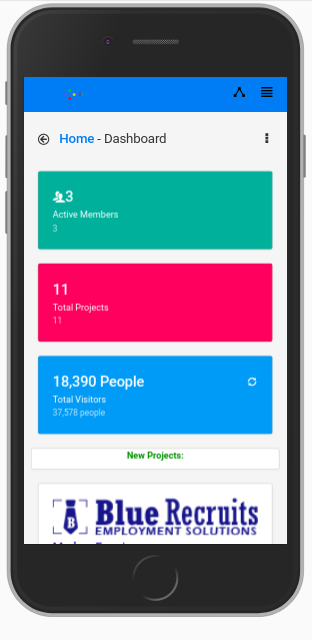 Home - Dashboard
3
Active Members
3
11
Total Projects
11
18,390 People
Total Visitors
37,578 people
New Projects:
B
Blue Recruits
EMPLOYMENT SOLUTIONS